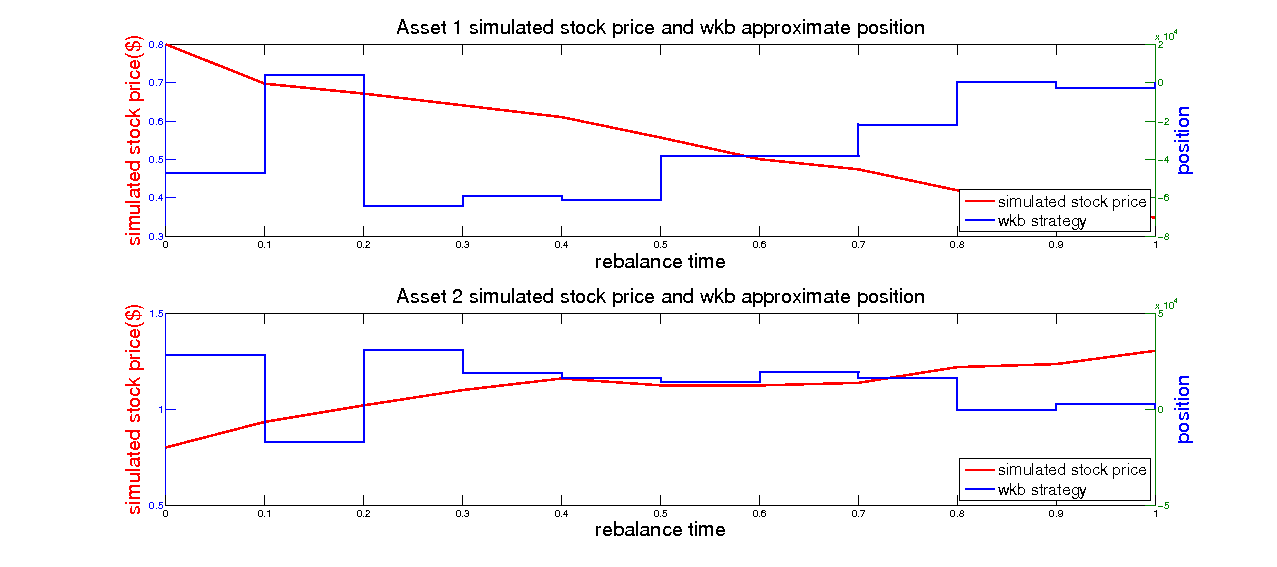 Asset 1 simulated stock price and wkb approximate position
x 10^4
simulated stock price($)
0.8
0.7
0.6
0.5
0.4
0.3
2
0
-2
-4
-6
-8
position
simulated stock price
wkb strategy
0 0.1 0.2 0.3 0.4 0.5 0.6 0.7 0.8 0.9 1
rebalance time
Asset 2 simulated stock price and wkb approximate position
x 10^4
simulated stock price($)
1.5
1
0.5
5
0
-5
position
simulated stock price
wkb strategy
0 0.1 0.2 0.3 0.4 0.5 0.6 0.7 0.8 0.9 1
rebalance time